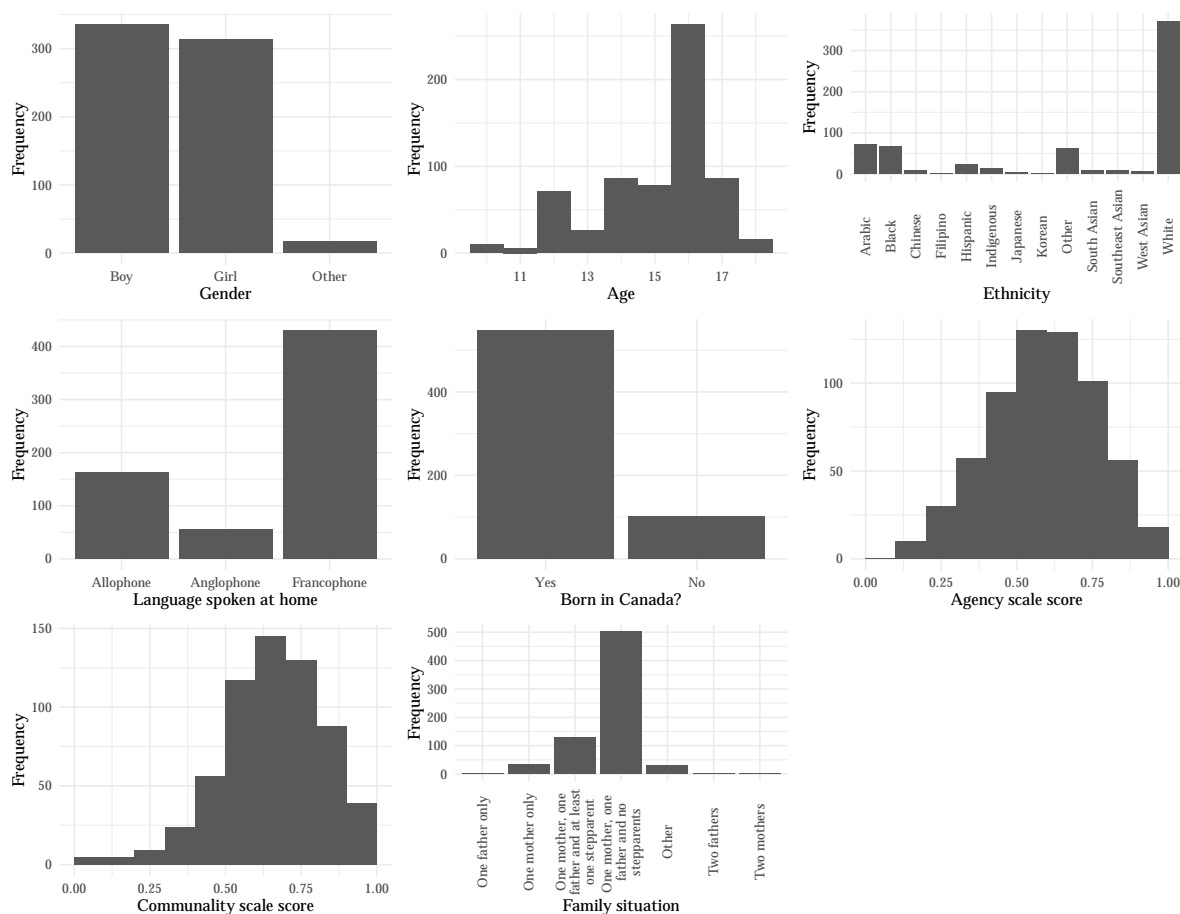 Frequency
300
200
100
0
Boy
Girl
Other
Gender
Frequency
200
100
0
11
13
15
17
Age
Frequency
300
200
100
0
Arabic
Black
Chinese
Filipino
Hispanic
Indigenous
Japanese
Korean
Other
South Asian
Southeast Asian
West Asian
White
Ethnicity
Frequency
400
300
200
100
0
Allophone
Anglophone
Francophone
Language spoken at home
Frequency
400
200
0
Yes
No
Born in Canada?
Frequency
100
50
0
0.00
0.25
0.50
0.75
1.00
Agency scale score
Frequency
150
100
50
0
0.00
0.25
0.50
0.75
1.00
Communality scale score
Frequency
500
400
300
200
100
0
One father only
One mother only
One mother, one
father and at least
one stepparent
One mother, one
father and no
stepparents
Other
Two fathers
Two mothers
Family situation